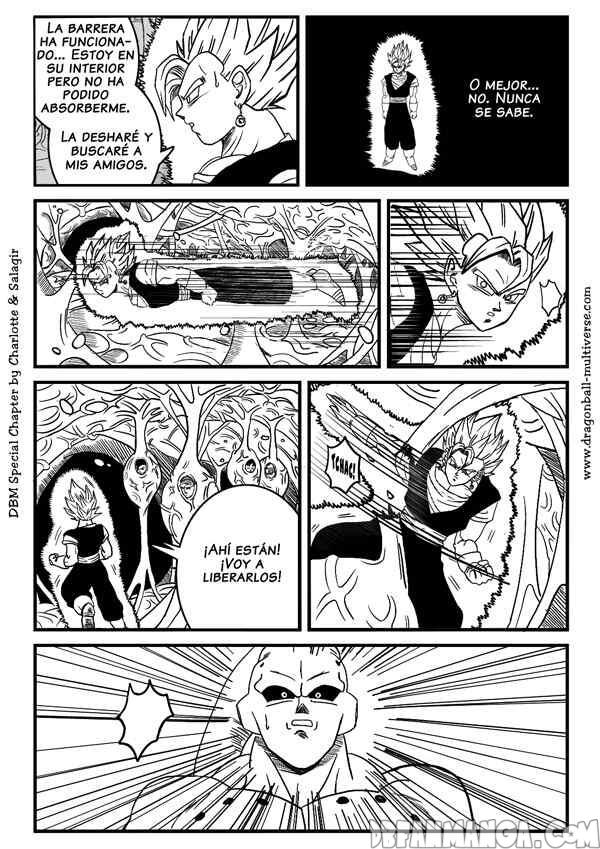 LA BARRERA
HA FUNCIONA-
DO... ESTOY EN
SU INTERIOR
PERO NO HA
PODIDO
ABSORBERME.
LA DESHARÉ Y
BUSCARÉ A
MIS AMIGOS.
O MEJOR...
NO. NUNCA
SE SABE.
DBM Special Chapter by Charlotte & Salagir
www.dragonball-multiverse.com
¡AHÍ ESTÁN!
¡VOY A
LIBERARLOS!
¡CHAC!
DBFANMANGA.COM